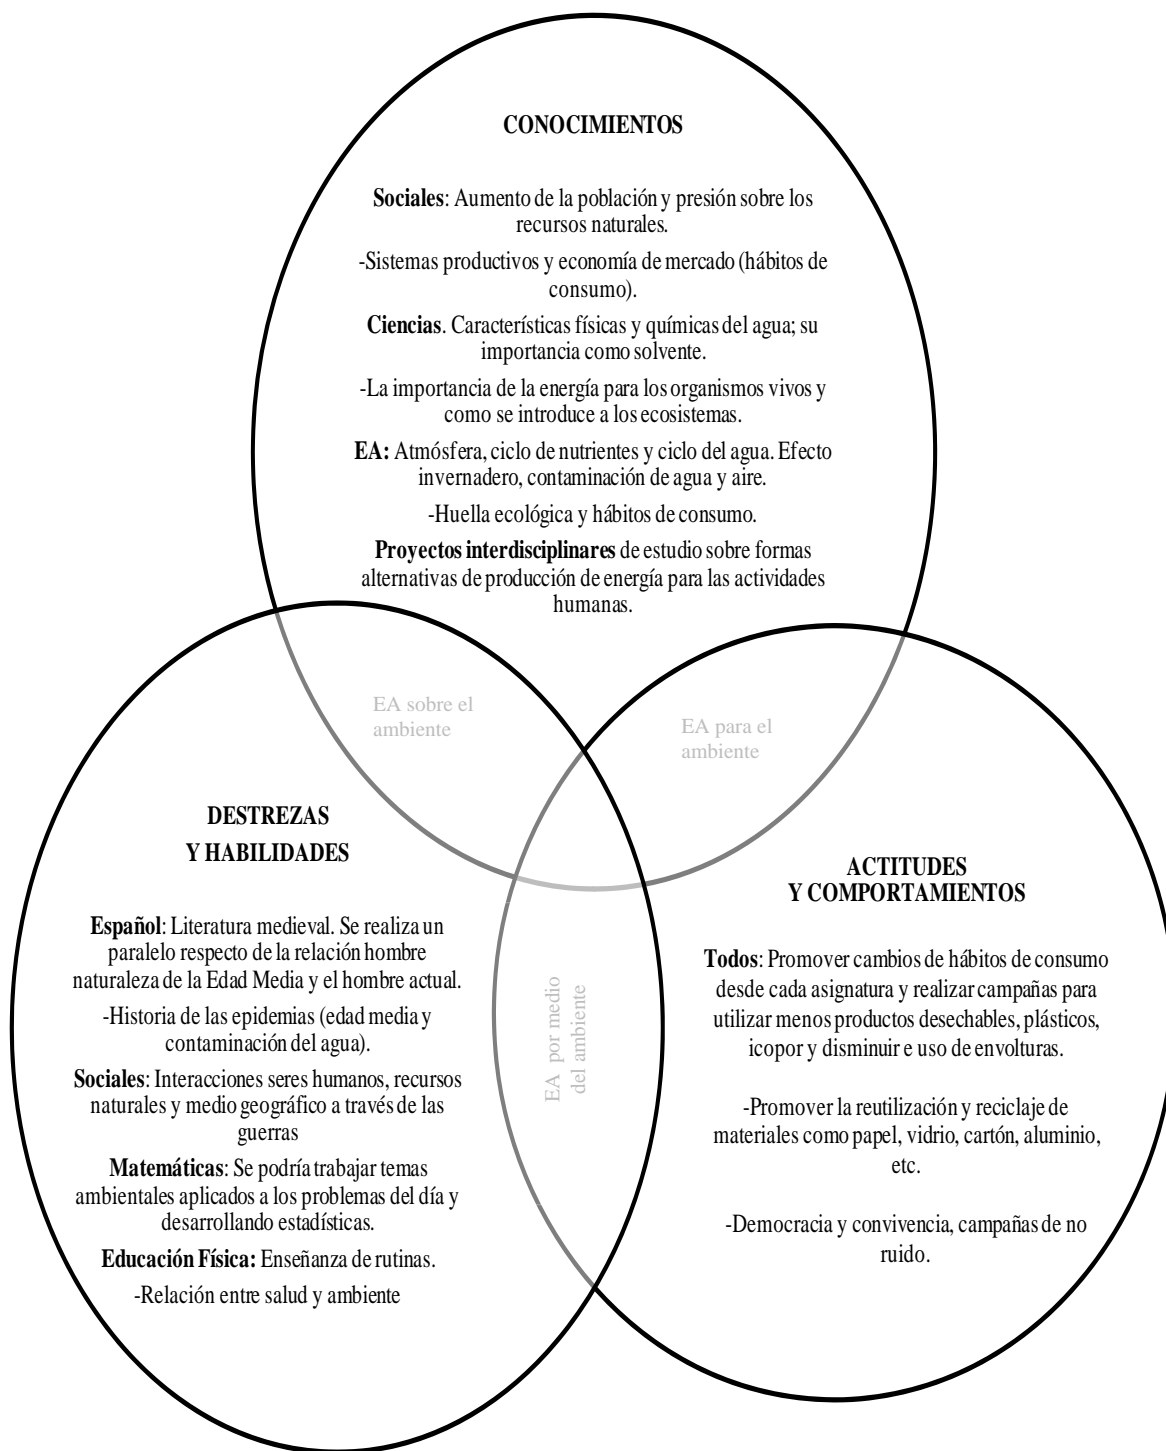 CONOCIMIENTOS
Sociales: Aumento de la población y presión sobre los
recursos naturales.
-Sistemas productivos y economía de mercado (hábitos de
consumo).
Ciencias. Características físicas y químicas del agua; su
importancia como solvente.
-La importancia de la energía para los organismos vivos y
como se introduce a los ecosistemas.
EA: Atmósfera, ciclo de nutrientes y ciclo del agua. Efecto
invernadero, contaminación de agua y aire.
-Huella ecológica y hábitos de consumo.
Proyectos interdisciplinares de estudio sobre formas
alternativas de producción de energía para las actividades
humanas.
EA sobre el
ambiente
EA para el
ambiente
DESTREZAS
Y HABILIDADES
Español: Literatura medieval. Se realiza un
paralelo respecto de la relación hombre
naturaleza de la Edad Media y el hombre actual.
-Historia de las epidemias (edad media y
contaminación del agua).
Sociales: Interacciones seres humanos, recursos
naturales y medio geográfico a través de las
guerras
Matemáticas: Se podría trabajar temas
ambientales aplicados a los problemas del día y
desarrollando estadísticas.
Educación Física: Enseñanza de rutinas.
-Relación entre salud y ambiente
EA por medio
del ambiente
ACTITUDES
Y COMPORTAMIENTOS
Todos: Promover cambios de hábitos de consumo
desde cada asignatura y realizar campañas para
utilizar menos productos desechables, plásticos,
icopor y disminuir e uso de envolturas.
-Promover la reutilización y reciclaje de
materiales como papel, vidrio, cartón, aluminio,
etc.
-Democracia y convivencia, campañas de no
ruido.